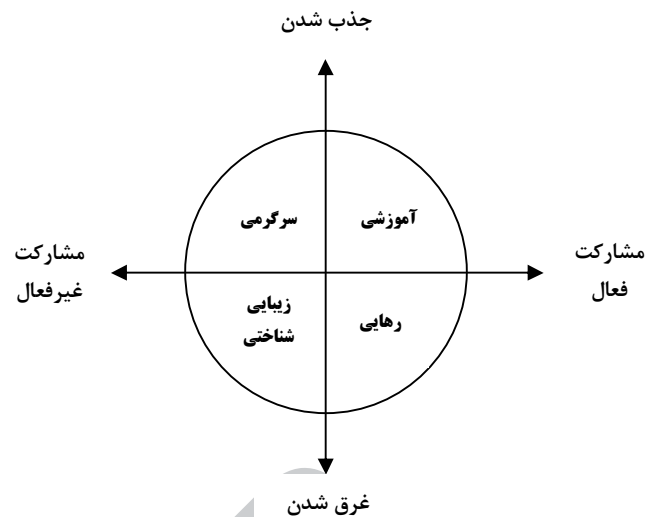 جذب شدن
آموزشی
سرگرمی
مشارکت
فعال
مشارکت
غیرفعال
رهایی
زیبایی
شناختی
غرق شدن